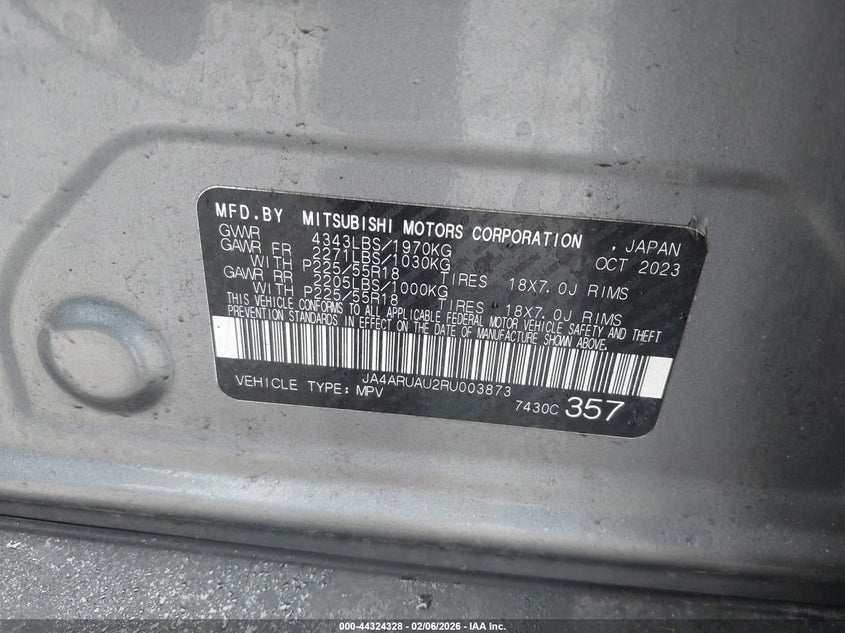 MFD.BY MITSUBISHI MOTORS CORPORATION , JAPAN
GVWR 4343LBS/1970KG OCT 2023
GAWR FR 2271LBS/1030KG
WITH P225/55R18 TIRES 18X7.0J RIMS
GAWR RR 2205LBS/1000KG
WITH P225/55R18 TIRES 18X7.0J RIMS
THIS VEHICLE CONFORMS TO ALL APPLICABLE FEDERAL MOTOR VEHICLE SAFETY AND THEFT
PREVENTION STANDARDS IN EFFECT ON THE DATE OF MANUFACTURE SHOWN ABOVE.
JA4ARUAU2RU003873
VEHICLE TYPE: MPV
7430C 357
000-44324328 - 02/06/2026 - IAA Inc.